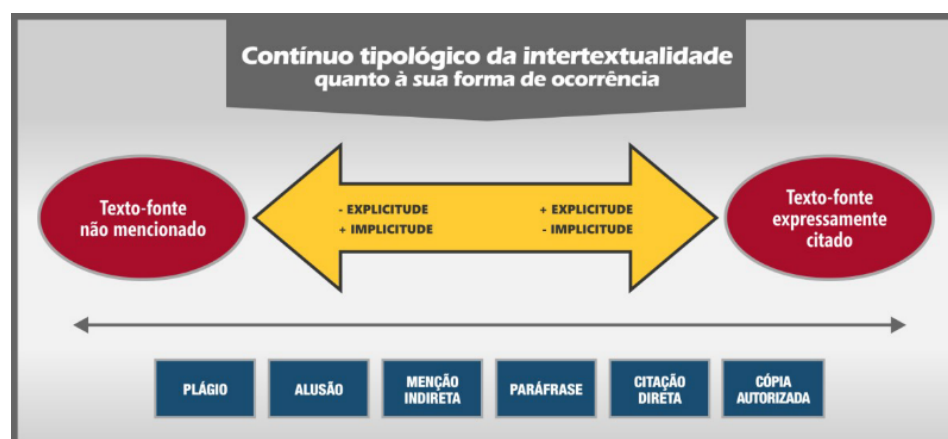 Contínuo tipológico da intertextualidade
quanto à sua forma de ocorrência
Texto-fonte
não mencionado
- EXPLICITUDE
+ IMPLICITUDE
+ EXPLICITUDE
- IMPLICITUDE
Texto-fonte
expressamente
citado
PLÁGIO
ALUSÃO
MENÇÃO
INDIRETA
PARÁFRASE
CITAÇÃO
DIRETA
CÓPIA
AUTORIZADA